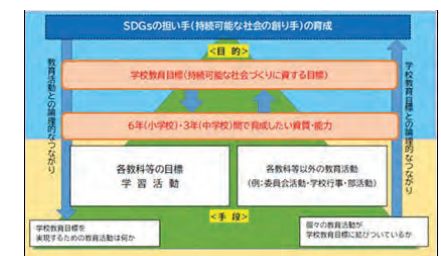 SDGsの担い手(持続可能な社会の創り手)の育成
<目 的>
学校教育目標(持続可能な社会づくりに資する目標)
6年(小学校)・3年(中学校)間で育成したい資質・能力
教育活動との論理的なつながり
学校教育目標との論理的なつながり
各教科等の目標
学 習 活 動
各教科等以外の教育活動
(例:委員会活動・学校行事・部活動)
<手 段>
学校教育目標を
実現するための教育活動は何か
個々の教育活動が
学校教育目標に結びついているか